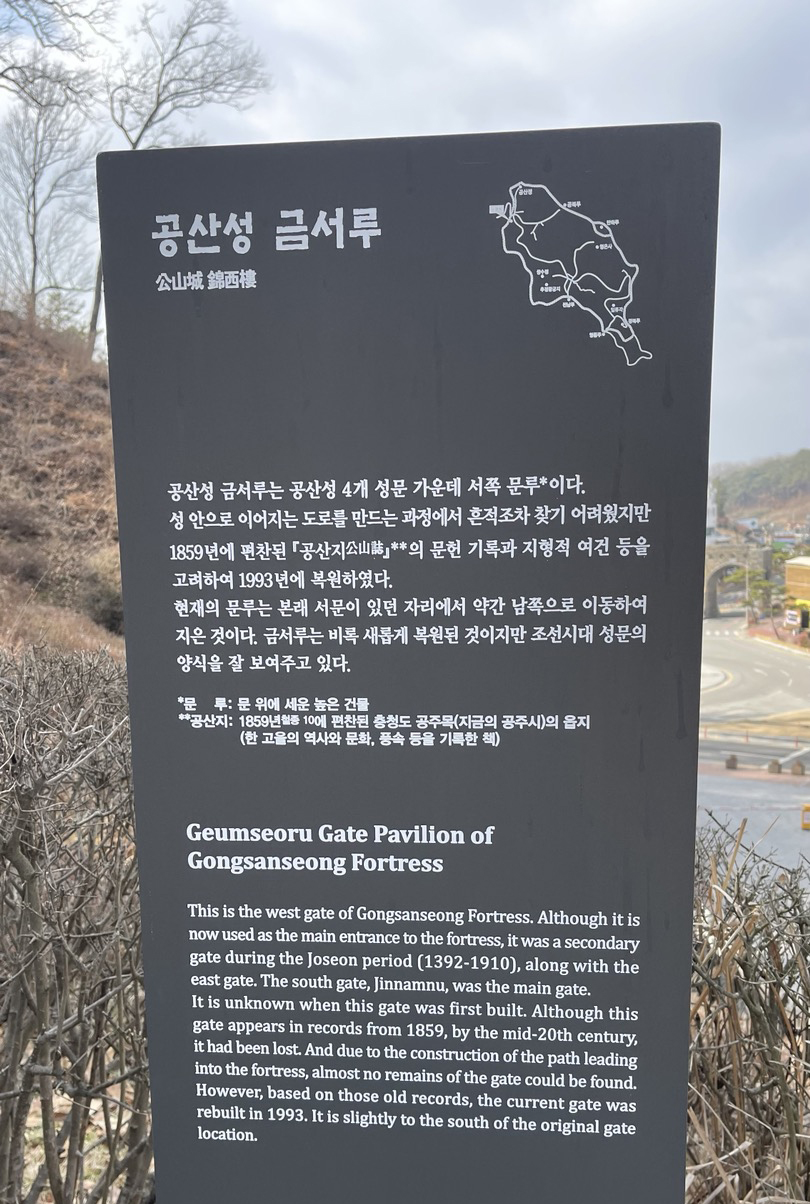 공산성 금서루
公山城 錦西樓
공산성 금서루는 공산성 4개 성문 가운데 서쪽 문루*이다.
성 안으로 이어지는 도로를 만드는 과정에서 흔적조차 찾기 어려웠지만
1859년에 편찬된 『공산지公山誌』**의 문헌 기록과 지형적 여건 등을
고려하여 1993년에 복원하였다.
현재의 문루는 본래 서문이 있던 자리에서 약간 남쪽으로 이동하여
지은 것이다. 금서루는 비록 새롭게 복원된 것이지만 조선시대 성문의
양식을 잘 보여주고 있다.
*문 루: 문 위에 세운 높은 건물
**공산지: 1859년철종 10에 편찬된 충청도 공주목(지금의 공주시)의 읍지
(한 고을의 역사와 문화, 풍속 등을 기록한 책)
Geumseoru Gate Pavilion of
Gongsanseong Fortress
This is the west gate of Gongsanseong Fortress. Although it is
now used as the main entrance to the fortress, it was a secondary
gate during the Joseon period (1392-1910), along with the
east gate. The south gate, Jinnamnu, was the main gate.
It is unknown when this gate was first built. Although this
gate appears in records from 1859, by the mid-20th century,
it had been lost. And due to the construction of the path leading
into the fortress, almost no remains of the gate could be found.
However, based on those old records, the current gate was
rebuilt in 1993. It is slightly to the south of the original gate
location.